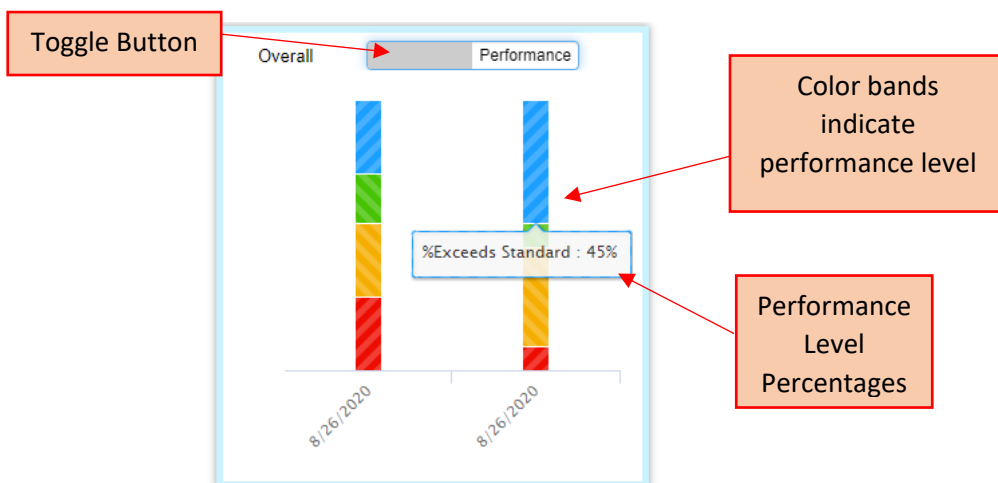 Toggle Button
Overall
Performance
Color bands
indicate
performance level
%Exceeds Standard : 45%
Performance
Level
Percentages
8/26/2020
8/26/2020